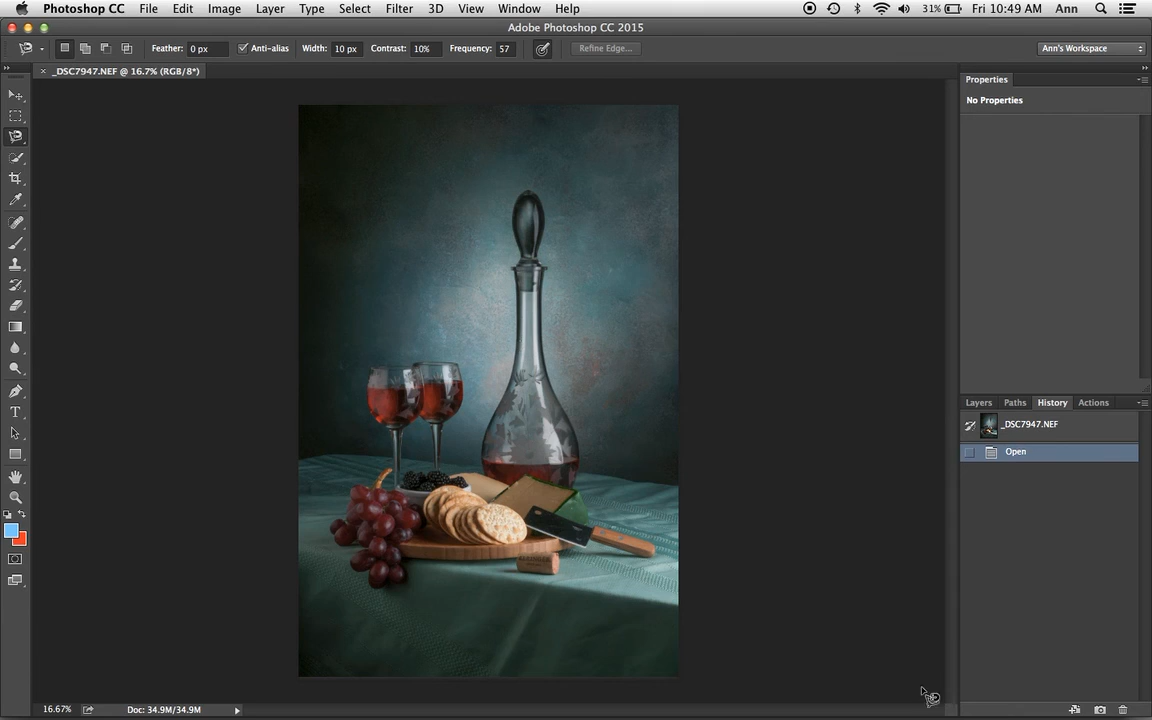 Photoshop CC File Edit Image Layer Type Select Filter 3D View Window Help 31% Fri 10:49 AM Ann
Adobe Photoshop CC 2015
Feather: 0 px Anti-alias Width: 10 px Contrast: 10% Frequency: 57 Refine Edge... Ann's Workspace
_DSC7947.NEF @ 16.7% (RGB/8*)
Properties
No Properties
T
Layers Paths History Actions
_DSC7947.NEF
Open
16.67% Doc: 34.9M/34.9M